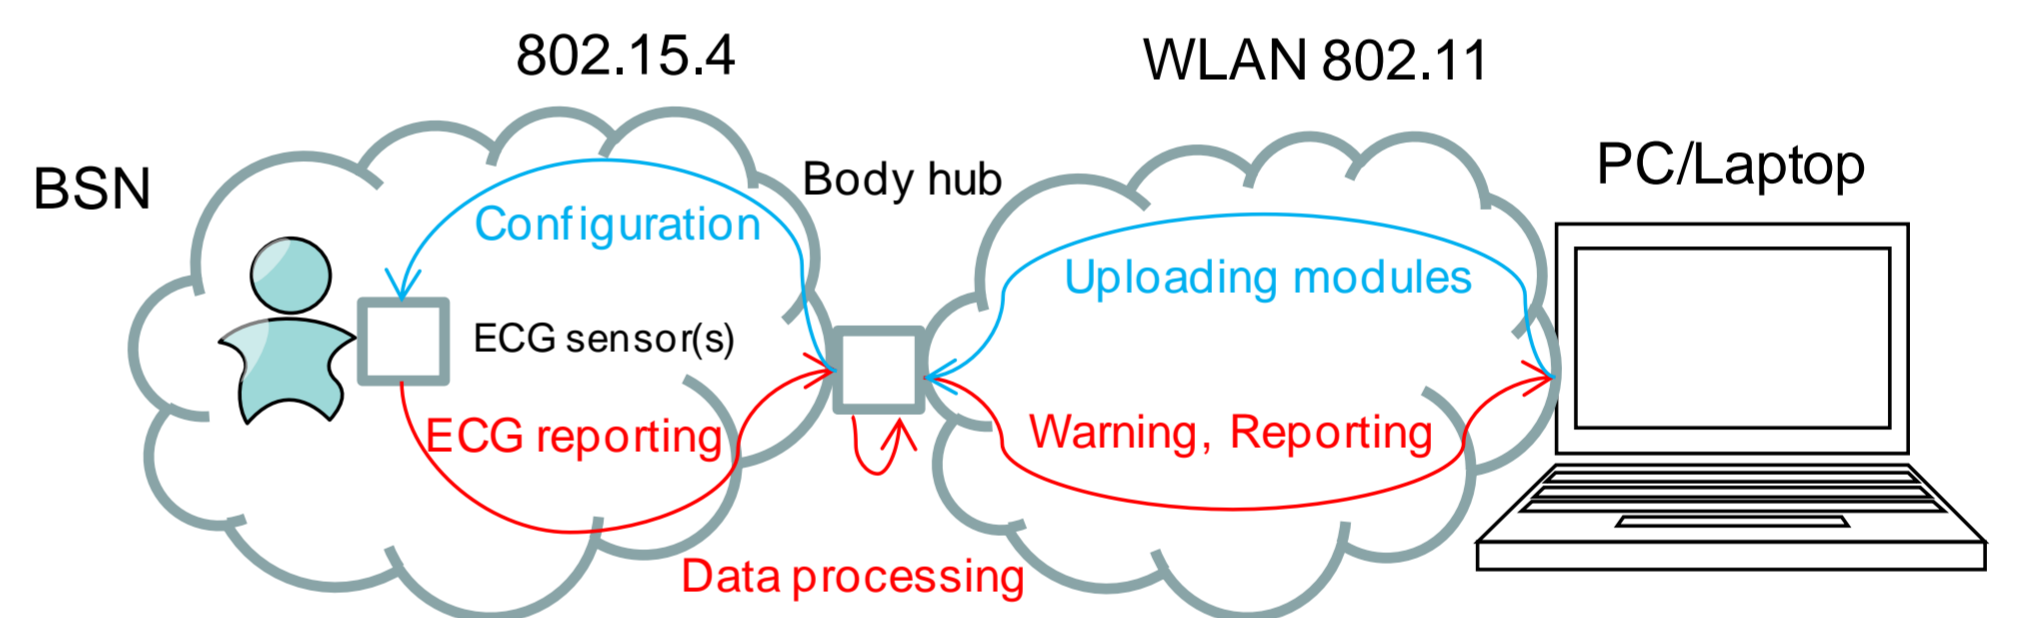 802.15.4
WLAN 802.11
BSN
Body hub
PC/Laptop
Configuration
Uploading modules
ECG sensor(s)
ECG reporting
Warning, Reporting
Data processing